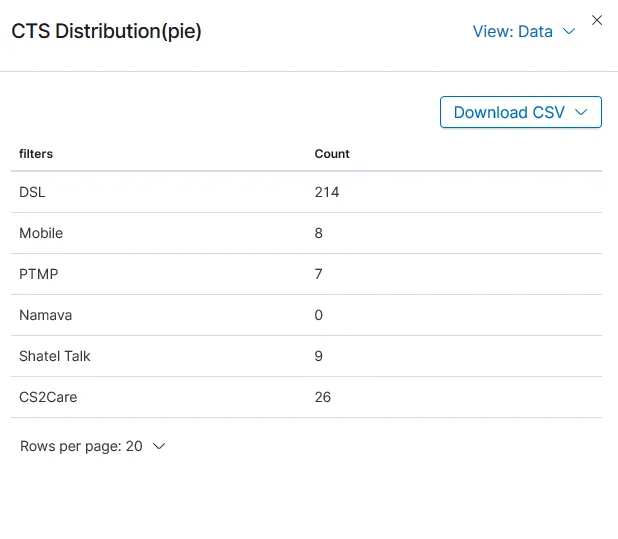 CTS Distribution(pie)
View: Data
Download CSV
filters Count
DSL 214
Mobile 8
PTMP 7
Namava 0
Shatel Talk 9
CS2Care 26
Rows per page: 20